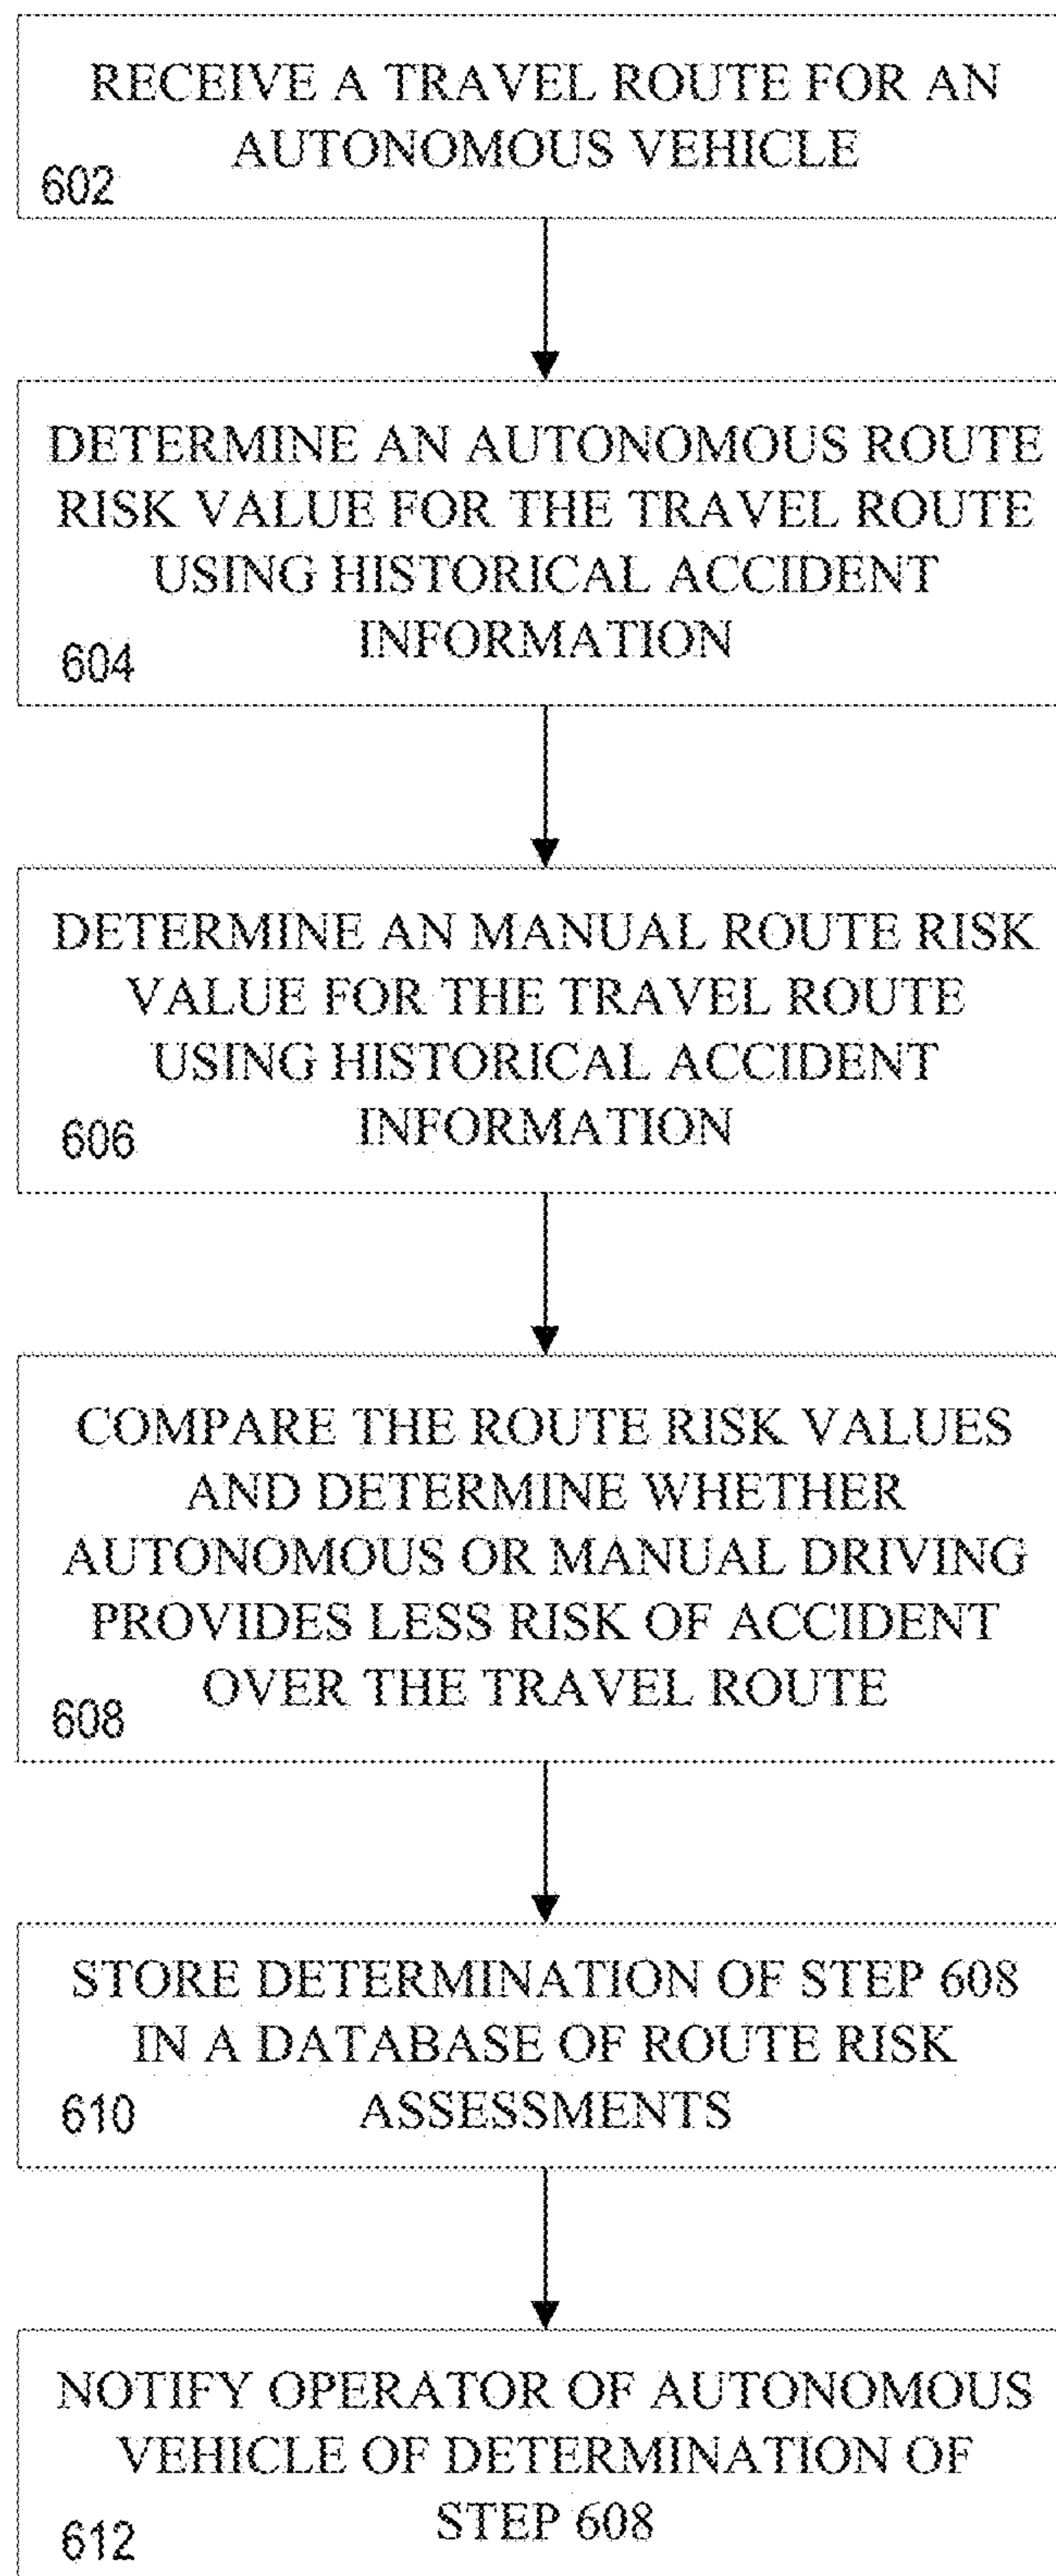 RECEIVE A TRAVEL ROUTE FOR AN
AUTONOMOUS VEHICLE
602
DETERMINE AN AUTONOMOUS ROUTE
RISK VALUE FOR THE TRAVEL ROUTE
USING HISTORICAL ACCIDENT
INFORMATION
604
DETERMINE AN MANUAL ROUTE RISK
VALUE FOR THE TRAVEL ROUTE
USING HISTORICAL ACCIDENT
INFORMATION
606
COMPARE THE ROUTE RISK VALUES
AND DETERMINE WHETHER
AUTONOMOUS OR MANUAL DRIVING
PROVIDES LESS RISK OF ACCIDENT
OVER THE TRAVEL ROUTE
608
STORE DETERMINATION OF STEP 608
IN A DATABASE OF ROUTE RISK
ASSESSMENTS
610
NOTIFY OPERATOR OF AUTONOMOUS
VEHICLE OF DETERMINATION OF
STEP 608
612